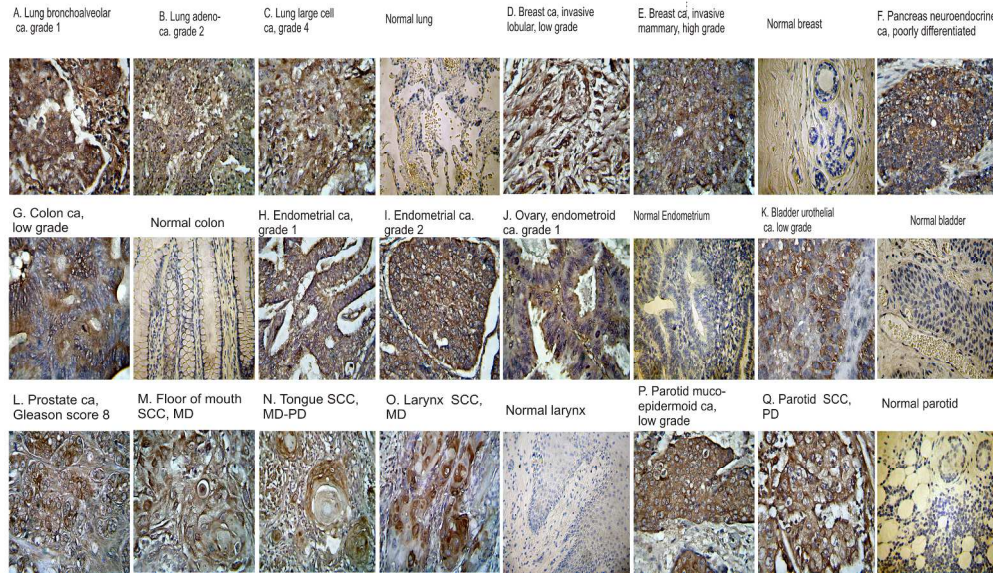 A. Lung bronchoalveolar
ca. grade 1
B. Lung adeno-
ca. grade 2
C. Lung large cell
ca, grade 4
Normal lung
D. Breast ca, invasive
lobular, low grade
E. Breast ca, invasive
mammary, high grade
Normal breast
F. Pancreas neuroendocrine
ca, poorly differentiated
G. Colon ca,
low grade
Normal colon
H. Endometrial ca,
grade 1
I. Endometrial ca.
grade 2
J. Ovary, endometroid
ca. grade 1
Normal Endometrium
K. Bladder urothelial
ca. low grade
Normal bladder
L. Prostate ca,
Gleason score 8
M. Floor of mouth
SCC, MD
N. Tongue SCC,
MD-PD
O. Larynx SCC,
MD
Normal larynx
P. Parotid muco-
epidermoid ca,
low grade
Q. Parotid SCC,
PD
Normal parotid